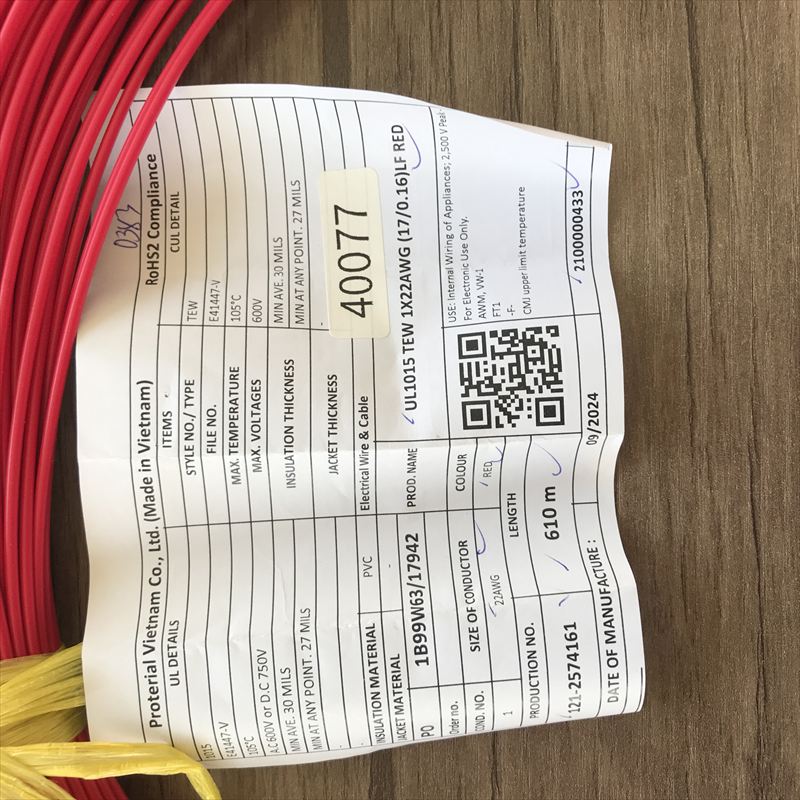 0383
Proterial Vietnam Co., Ltd. (Made in Vietnam) RoHS2 Compliance
UL DETAILS ITEMS CUL DETAIL
1015 STYLE NO./ TYPE TEW
E41447-V FILE NO. E41447-V
105°C MAX. TEMPERATURE 105°C
A.C 600V or D.C 750V MAX. VOLTAGES 600V
MIN AVE. 30 MILS INSULATION THICKNESS MIN AVE. 30 MILS
MIN AT ANY POINT. 27 MILS MIN AT ANY POINT. 27 MILS
- JACKET THICKNESS -
-
INSULATION MATERIAL PVC Electrical Wire & Cable
40077
JACKET MATERIAL -
PO 1B99W63/17942 PROD. NAME UL1015 TEW 1X22AWG (17/0.16)LF RED
Order no.
COND. NO. SIZE OF CONDUCTOR COLOUR
1 22AWG RED
USE: Internal Wiring of Appliances; 2,500 V Peak
For Electronic Use Only.
AWM, VW-1
FT1
-F-
CMJ upper limit temperature
PRODUCTION NO. LENGTH
121-2574161 610 m
2100000433
DATE OF MANUFACTURE : 09/2024